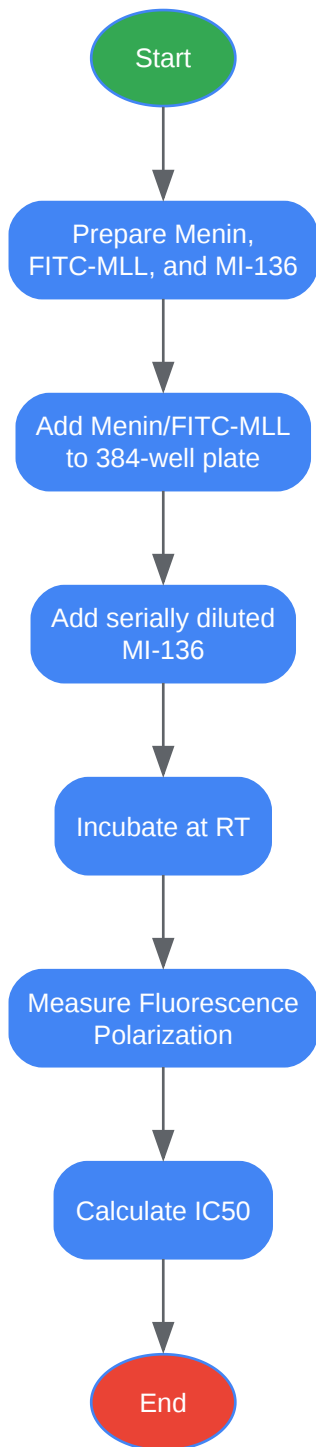 Start
Prepare Menin,
FITC-MLL, and MI-136
Add Menin/FITC-MLL
to 384-well plate
Add serially diluted
MI-136
Incubate at RT
Measure Fluorescence
Polarization
Calculate IC50
End